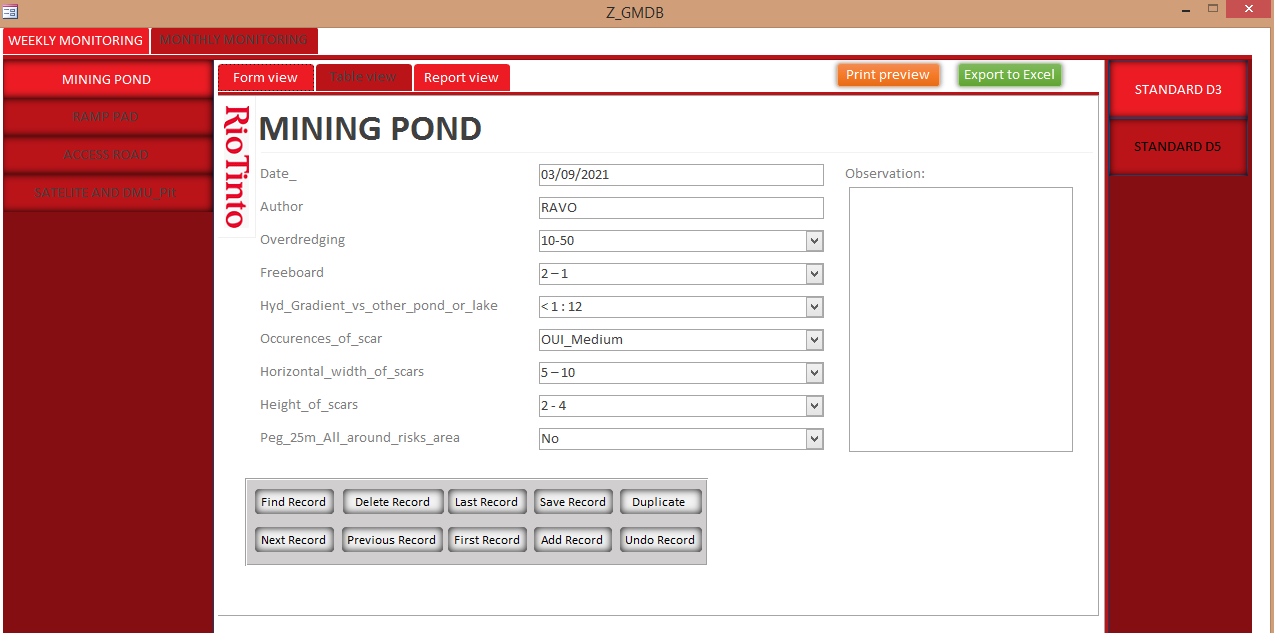 Z_GMDB
WEEKLY MONITORING
MONTHLY MONITORING
MINING POND
RAMP PAD
ACCESS ROAD
SATELITE AND DMU _Pit
Form view
Table view
Report view
Print preview
Export to Excel
STANDARD D3
STANDARD D5
RioTinto
MINING POND
Date_ 03/09/2021
Observation:
Author RAVO
Overdredging 10-50
Freeboard 2 – 1
Hyd_Gradient_vs_other_pond_or_lake < 1 : 12
Occurences_of_scar OUI_Medium
Horizontal_width_of_scars 5 – 10
Height_of_scars 2 - 4
Peg_25m_All_around_risks_area No
Find Record Delete Record Last Record Save Record Duplicate
Next Record Previous Record First Record Add Record Undo Record